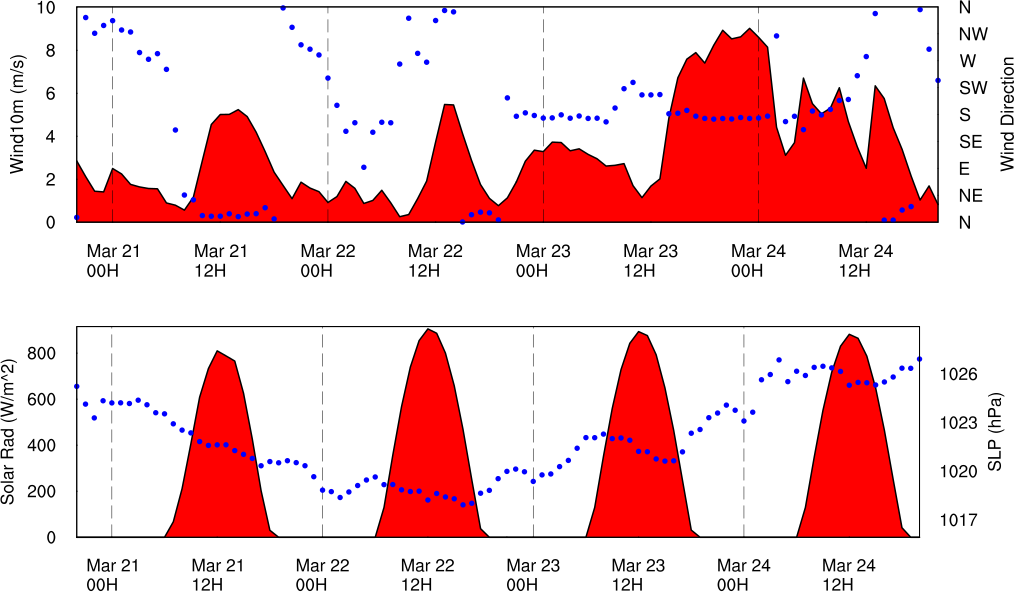 10
8
6
4
2
0
Wind10m (m/s)
N
NW
W
SW
S
SE
E
NE
N
Wind Direction
Mar 21 Mar 21 Mar 22 Mar 22 Mar 23 Mar 23 Mar 24 Mar 24
00H 12H 00H 12H 00H 12H 00H 12H
800
600
400
200
0
Solar Rad (W/m^2)
1026
1023
1020
1017
SLP (hPa)
Mar 21 Mar 21 Mar 22 Mar 22 Mar 23 Mar 23 Mar 24 Mar 24
00H 12H 00H 12H 00H 12H 00H 12H